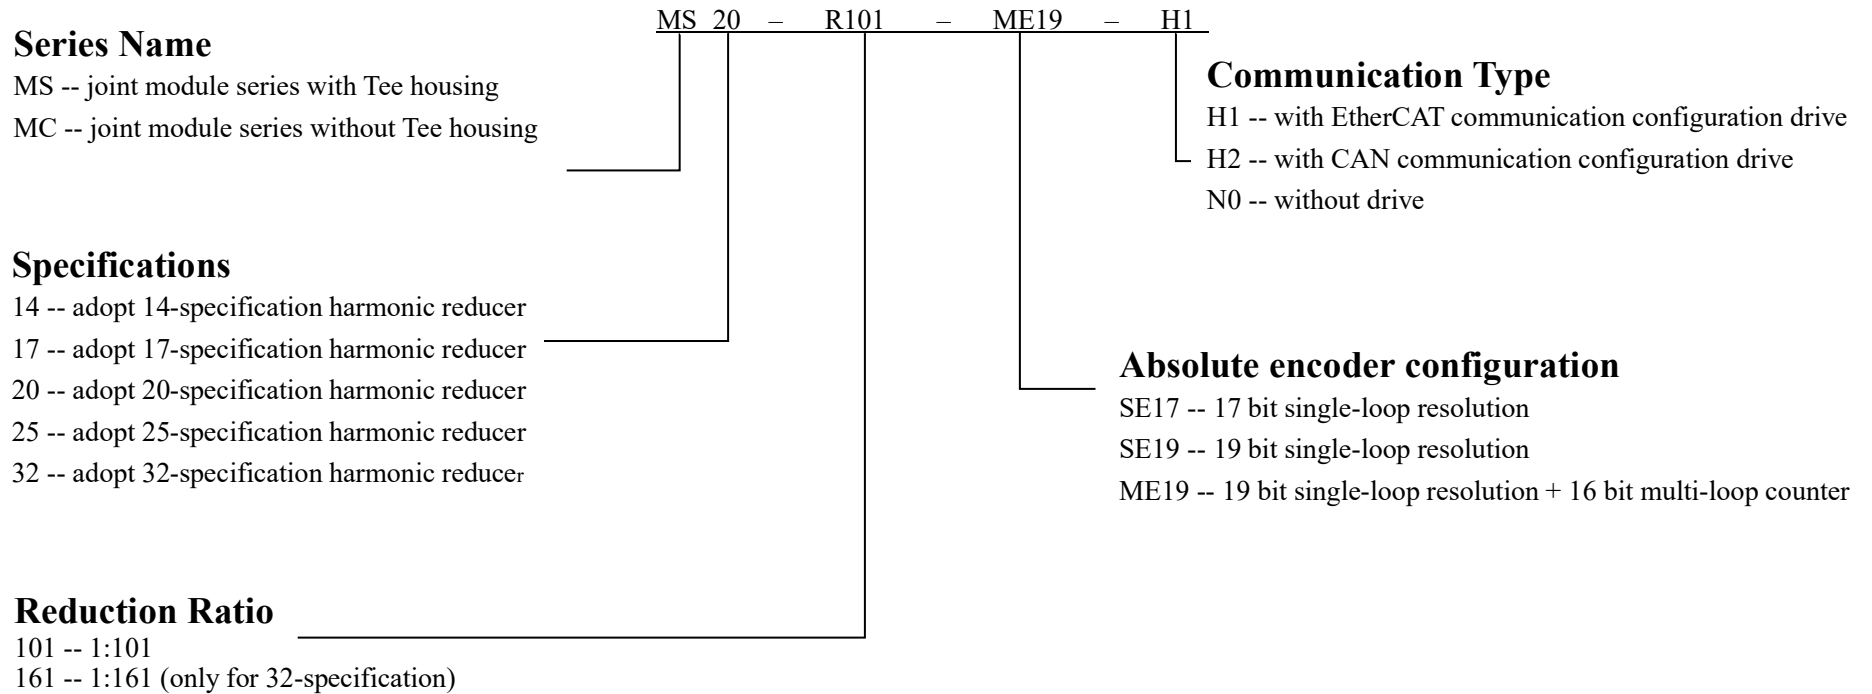 MS 20 – R101 – ME19 – H1
Series Name
MS -- joint module series with Tee housing
MC -- joint module series without Tee housing
Communication Type
H1 -- with EtherCAT communication configuration drive
H2 -- with CAN communication configuration drive
N0 -- without drive
Specifications
14 -- adopt 14-specification harmonic reducer
17 -- adopt 17-specification harmonic reducer
20 -- adopt 20-specification harmonic reducer
25 -- adopt 25-specification harmonic reducer
32 -- adopt 32-specification harmonic reducer
Absolute encoder configuration
SE17 -- 17 bit single-loop resolution
SE19 -- 19 bit single-loop resolution
ME19 -- 19 bit single-loop resolution + 16 bit multi-loop counter
Reduction Ratio
101 -- 1:101
161 -- 1:161 (only for 32-specification)